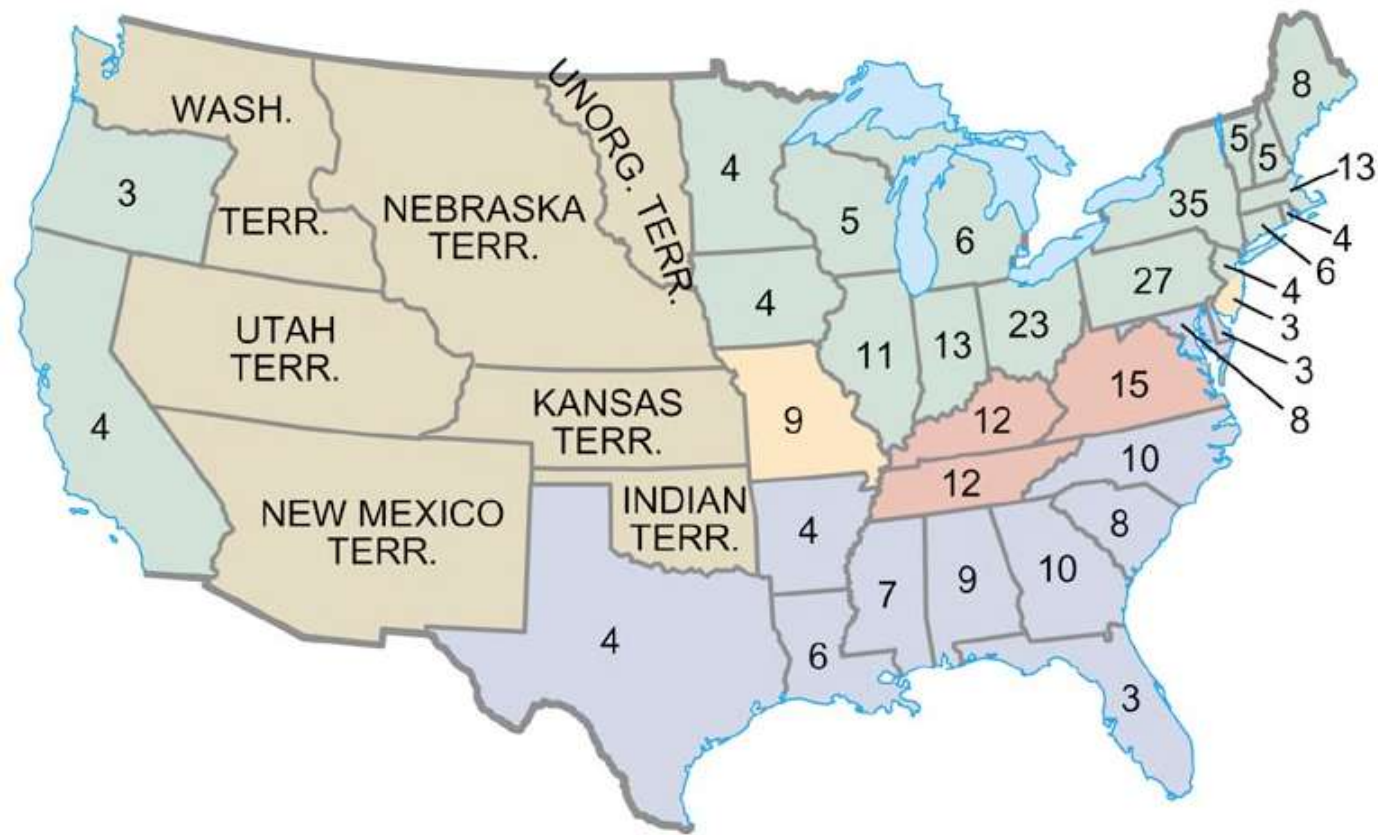 8
WASH.
UNORG. TERR.
5
5
13
4
3
35
TERR.
NEBRASKA
TERR.
5
6
4
6
27
4
4
23
3
UTAH
TERR.
11
13
3
15
KANSAS
TERR.
9
12
8
4
10
12
INDIAN
TERR.
NEW MEXICO
TERR.
4
8
10
9
7
4
6
3